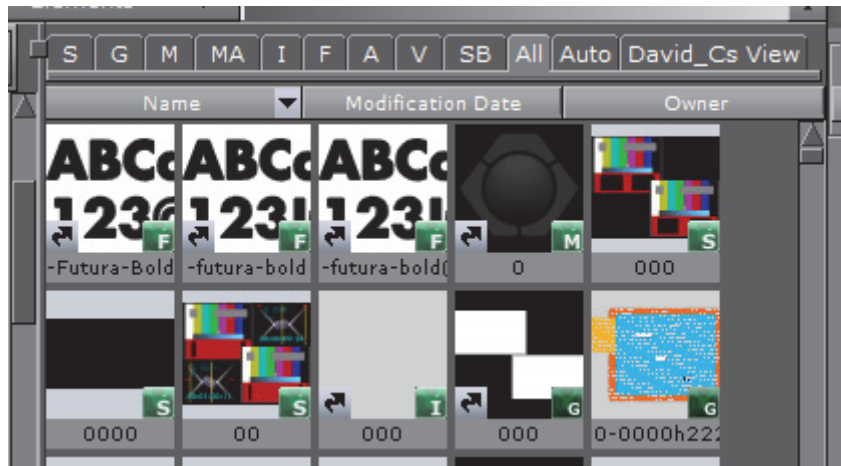 S G M MA I F A V SB All Auto David_Cs View
Name Modification Date Owner
ABCc ABCc ABCc
123 123 123
F F F M S
-Futura-Bold -futura-bold -futura-bold( 0 000
S S I G G
0000 00 000 000 0-0000h222